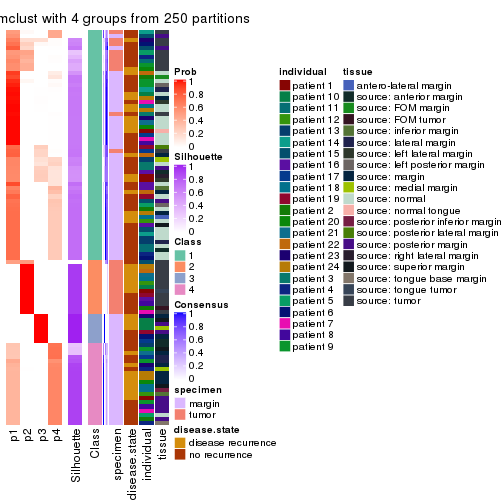 mclust with 4 groups from 250 partitions
Prob
1
0.8
0.6
0.4
0.2
0
Silhouette
1
0.8
0.6
0.4
0.2
0
Class
1
2
3
4
Consensus
1
0.8
0.6
0.4
0.2
0
specimen
margin
tumor
disease.state
disease recurrence
no recurrence
individual
patient 1
patient 10
patient 11
patient 12
patient 13
patient 14
patient 15
patient 16
patient 17
patient 18
patient 19
patient 2
patient 20
patient 21
patient 22
patient 23
patient 24
patient 3
patient 4
patient 5
patient 6
patient 7
patient 8
patient 9
tissue
antero-lateral margin
source: anterior margin
source: FOM margin
source: FOM tumor
source: inferior margin
source: lateral margin
source: left lateral margin
source: left posterior margin
source: margin
source: medial margin
source: normal
source: normal tongue
source: posterior inferior margin
source: posterior lateral margin
source: posterior margin
source: right lateral margin
source: superior margin
source: tongue base margin
source: tongue tumor
source: tumor
p1
p2
p3
p4
Silhouette
Class
specimen
disease.state
individual
tissue